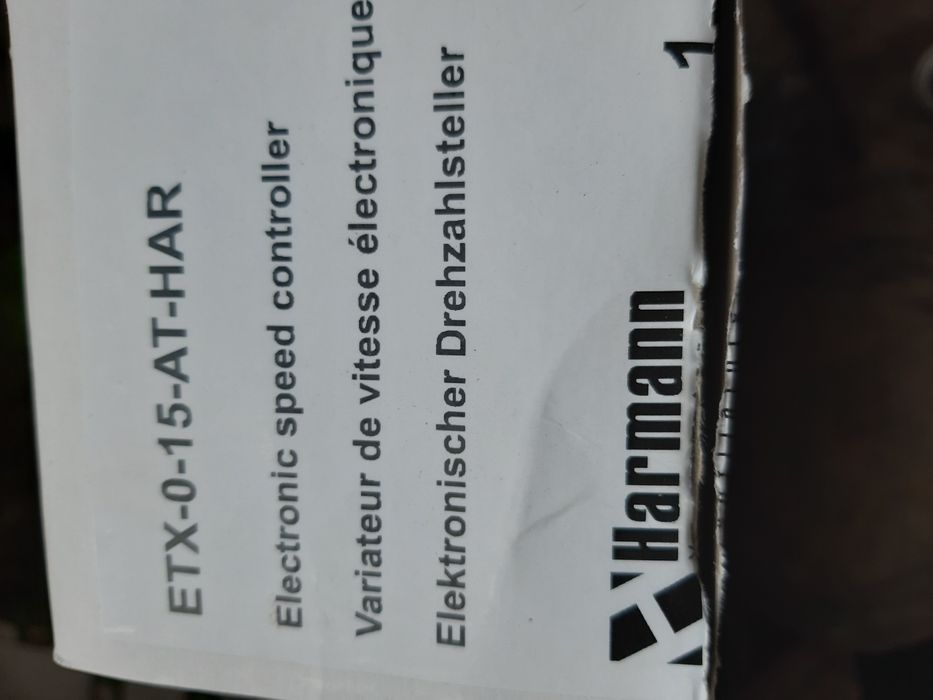 ETX-0-15-AT-HAR
Electronic speed controller
Variateur de vitesse électronique
Elektronischer Drehzahlsteller
Harmann
1